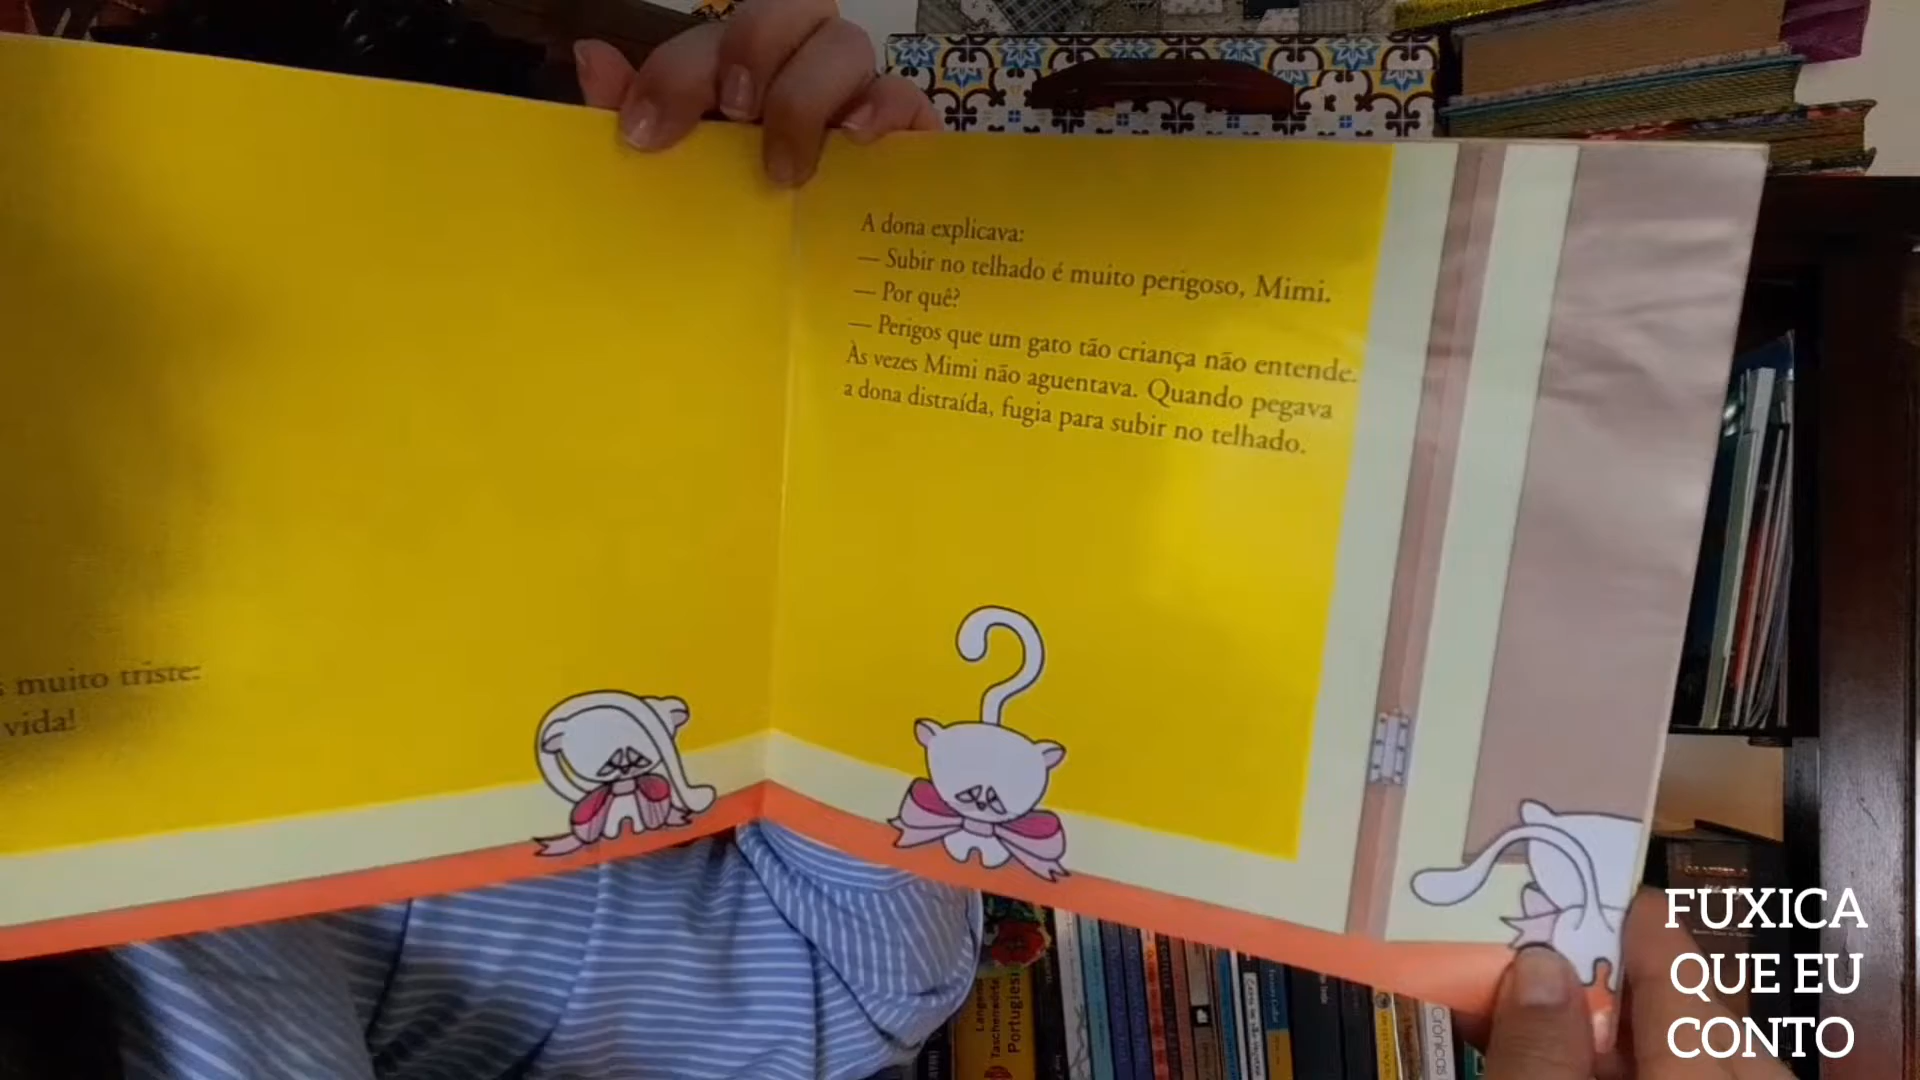 muito triste:
vida!
A dona explicava:
— Subir no telhado é muito perigoso, Mimi.
— Por quê?
— Perigos que um gato tão criança não entende.
Às vezes Mimi não aguentava. Quando pegava
a dona distraída, fugia para subir no telhado.
Portugiesisch
Crônicas
FUXICA
QUE EU
CONTO